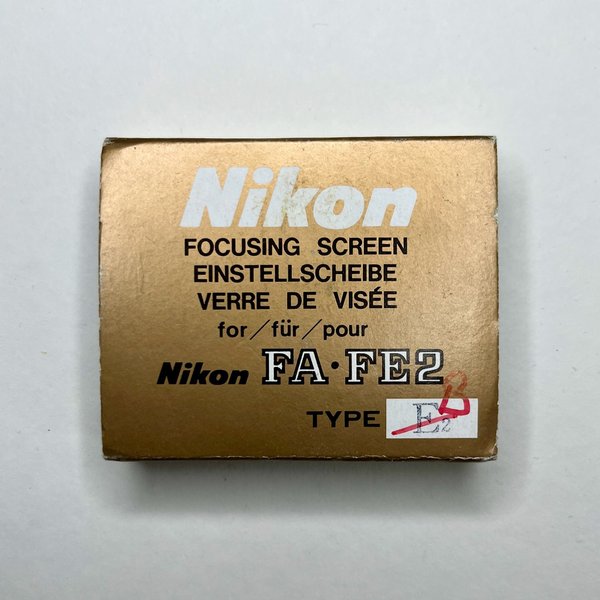 Nikon
FOCUSING SCREEN
EINSTELLSCHEIBE
VERRE DE VISÉE
for/für/pour
Nikon FA·FE2
TYPE E2 B